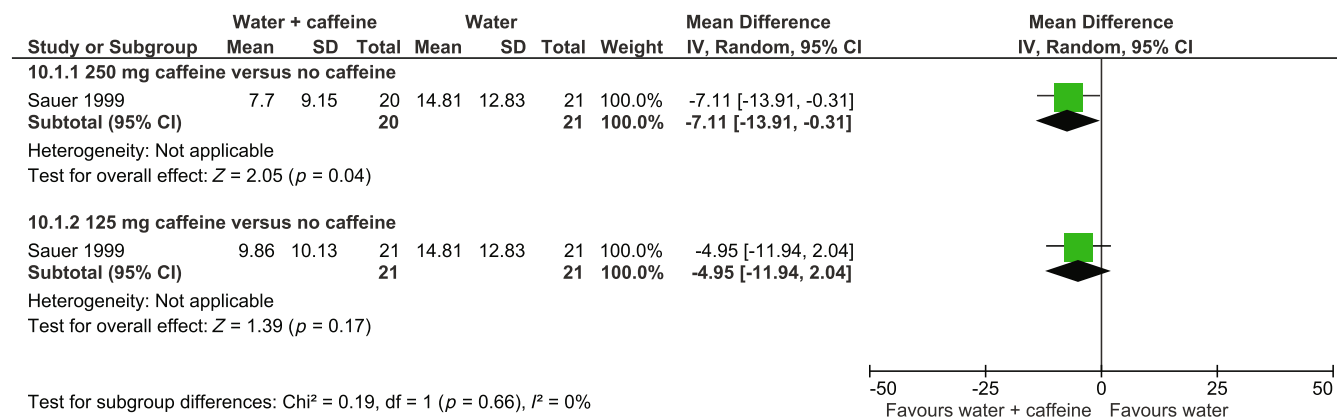 Water + caffeine Water Mean Difference Mean Difference
Study or Subgroup Mean SD Total Mean SD Total Weight IV, Random, 95% CI IV, Random, 95% CI
10.1.1 250 mg caffeine versus no caffeine
Sauer 1999 7.7 9.15 20 14.81 12.83 21 100.0% -7.11 [-13.91, -0.31]
Subtotal (95% CI) 20 21 100.0% -7.11 [-13.91, -0.31]
Heterogeneity: Not applicable
Test for overall effect: Z = 2.05 (p = 0.04)
10.1.2 125 mg caffeine versus no caffeine
Sauer 1999 9.86 10.13 21 14.81 12.83 21 100.0% -4.95 [-11.94, 2.04]
Subtotal (95% CI) 21 21 100.0% -4.95 [-11.94, 2.04]
Heterogeneity: Not applicable
Test for overall effect: Z = 1.39 (p = 0.17)
-50 -25 0 25 50
Test for subgroup differences: Chi² = 0.19, df = 1 (p = 0.66), I² = 0%
Favours water + caffeine Favours water